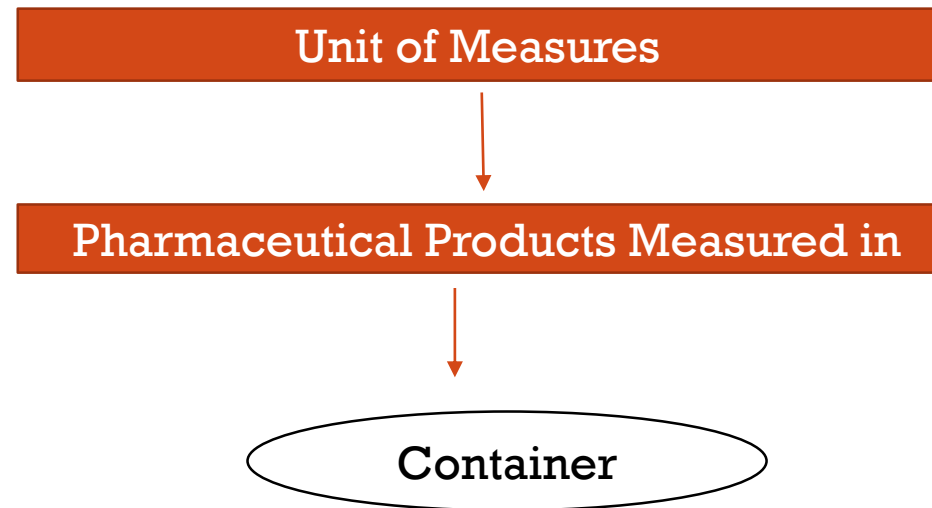 Unit of Measures
Pharmaceutical Products Measured in
Container